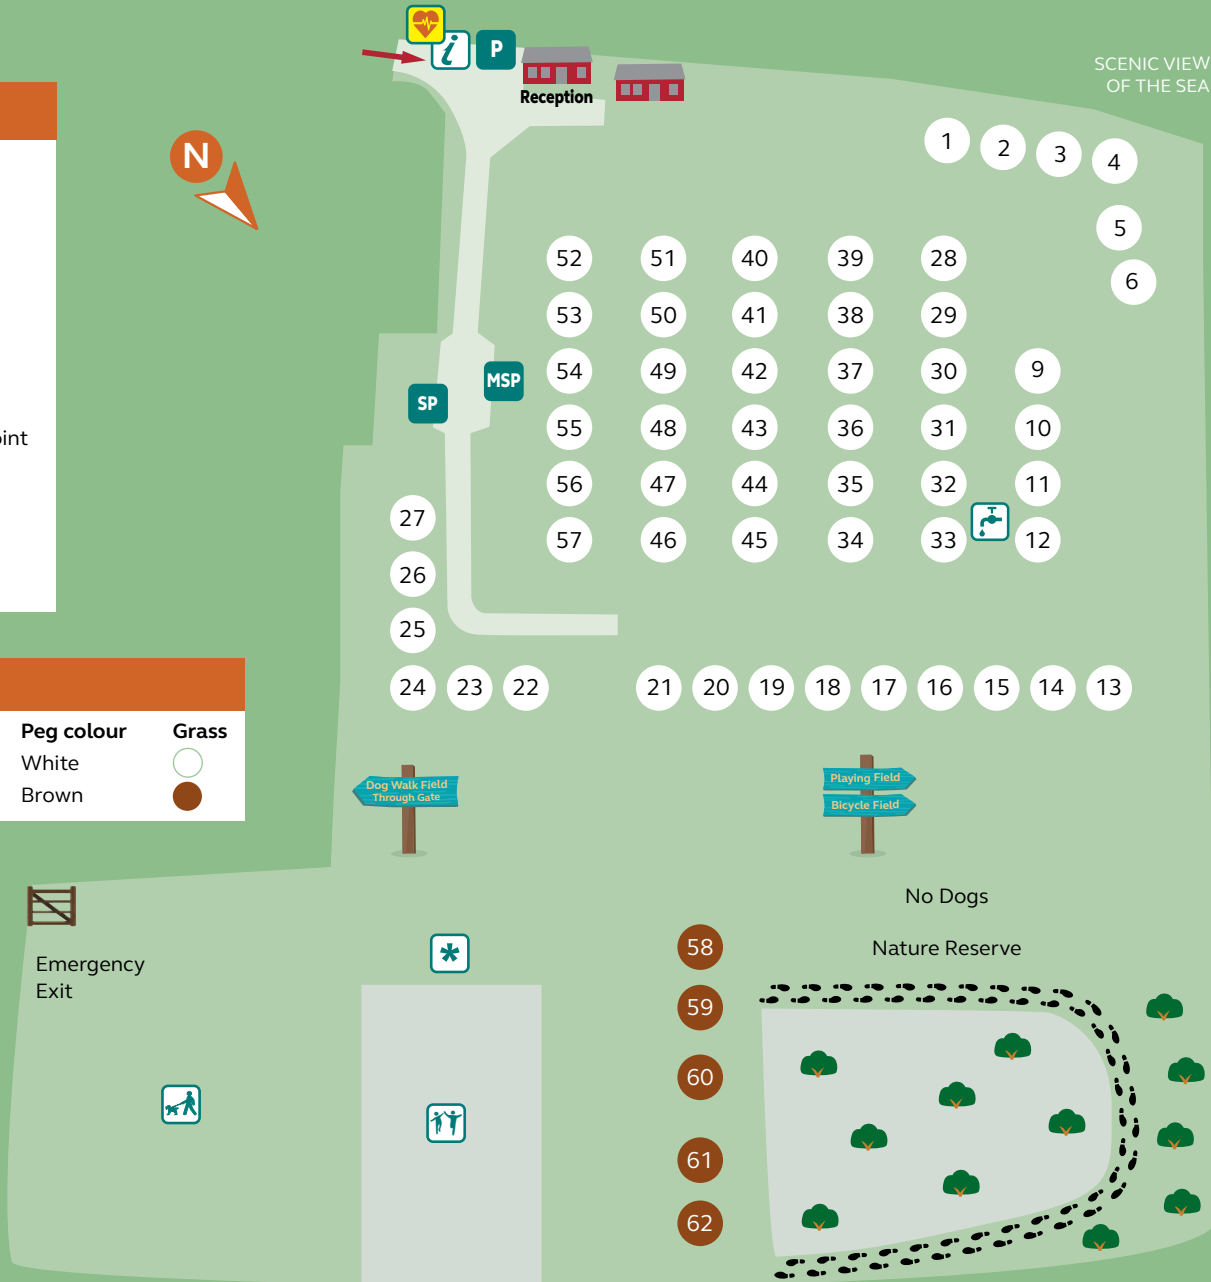 i
P
Reception
SCENIC VIEW
OF THE SEA
N
1 2 3 4
5
6
52 51 40 39 28
53 50 41 38 29
54 49 42 37 30 9
MSP
SP
55 48 43 36 31 10
oint
56 47 44 35 32 11
27
57 46 45 34 33 12
26
25
24 23 22 21 20 19 18 17 16 15 14 13
Peg colour Grass
White
Brown
Dog Walk Field
Through Gate
Playing Field
Bicycle Field
No Dogs
Nature Reserve
58
*
Emergency
Exit
59
60
61
62